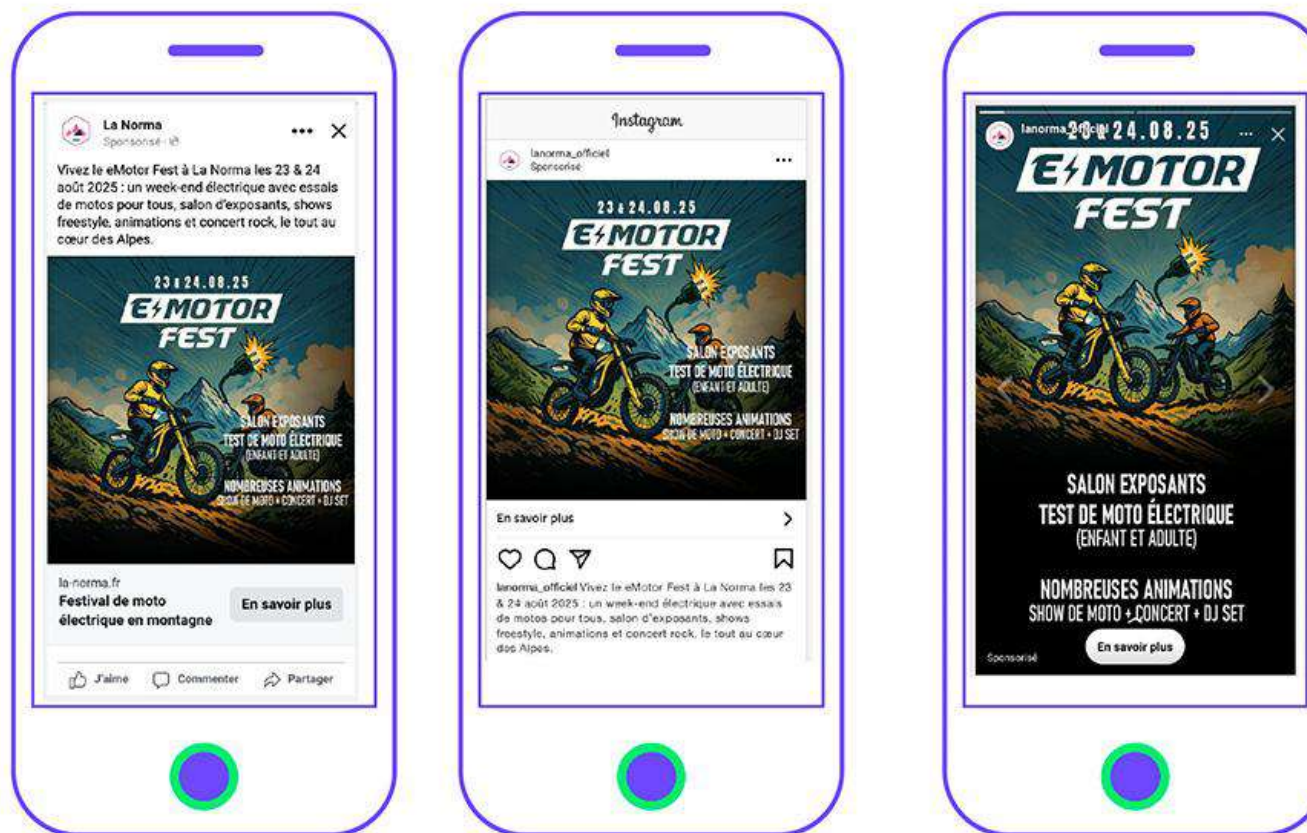 La Norma
Sponsorisé
Vivez le eMotor Fest à La Norma les 23 & 24
août 2025 : un week-end électrique avec essais
de motos pour tous, salon d'exposants, shows
freestyle, animations et concert rock, le tout au
cœur des Alpes.
23 & 24.08.25
E MOTOR
FEST
SALON EXPOSANTS
TEST DE MOTO ÉLECTRIQUE
(ENFANT ET ADULTE)
NOMBREUSES ANIMATIONS
SHOW DE MOTO + CONCERT + DJ SET
la-norma.fr
Festival de moto
électrique en montagne
En savoir plus
J'aime
Commenter
Partager
Instagram
lanorma_officiel
Sponsorisé
23 & 24.08.25
E MOTOR
FEST
SALON EXPOSANTS
TEST DE MOTO ÉLECTRIQUE
(ENFANT ET ADULTE)
NOMBREUSES ANIMATIONS
SHOW DE MOTO + CONCERT + DJ SET
En savoir plus
lanorma_officiel Vivez le eMotor Fest à La Norma les 23
& 24 août 2025 : un week-end électrique avec essais
de motos pour tous, salon d'exposants, shows
freestyle, animations et concert rock, le tout au cœur
des Alpes.
lanorma_officiel
23 & 24.08.25
E MOTOR
FEST
SALON EXPOSANTS
TEST DE MOTO ÉLECTRIQUE
(ENFANT ET ADULTE)
NOMBREUSES ANIMATIONS
SHOW DE MOTO + CONCERT + DJ SET
En savoir plus
Sponsorisé